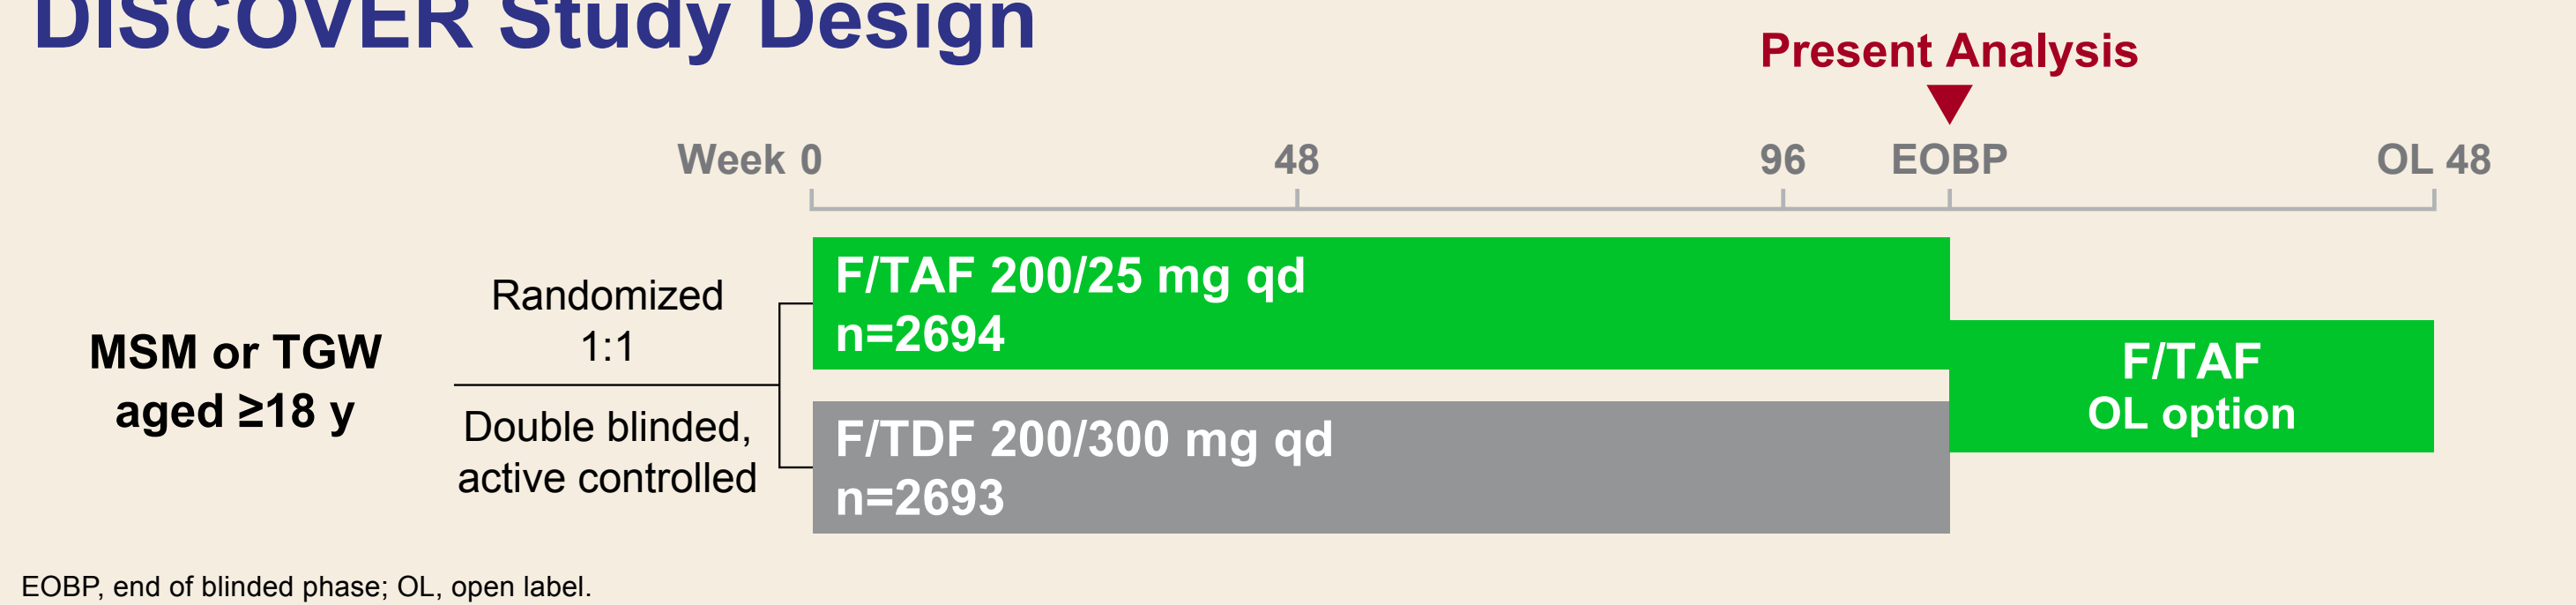 DISCOVER Study Design
Present Analysis
Week 0 48 96 EOBP OL 48
MSM or TGW
aged ≥18 y
Randomized
1:1
Double blinded,
active controlled
F/TAF 200/25 mg qd
n=2694
F/TDF 200/300 mg qd
n=2693
F/TAF
OL option
EOBP, end of blinded phase; OL, open label.